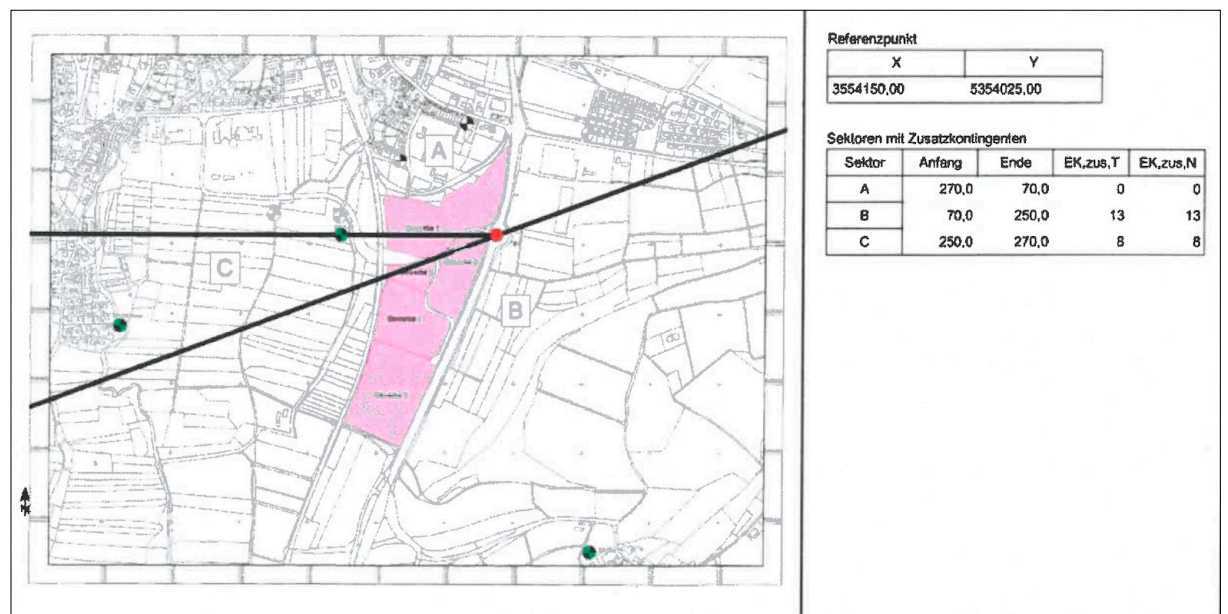 A
C
B
Referenzpunkt
X Y
3554150,00 5354025,00
Sektoren mit Zusatzkontingenten
Sektor Anfang Ende EK,zus,T EK,zus,N
A 270,0 70,0 0 0
B 70,0 250,0 13 13
C 250,0 270,0 8 8